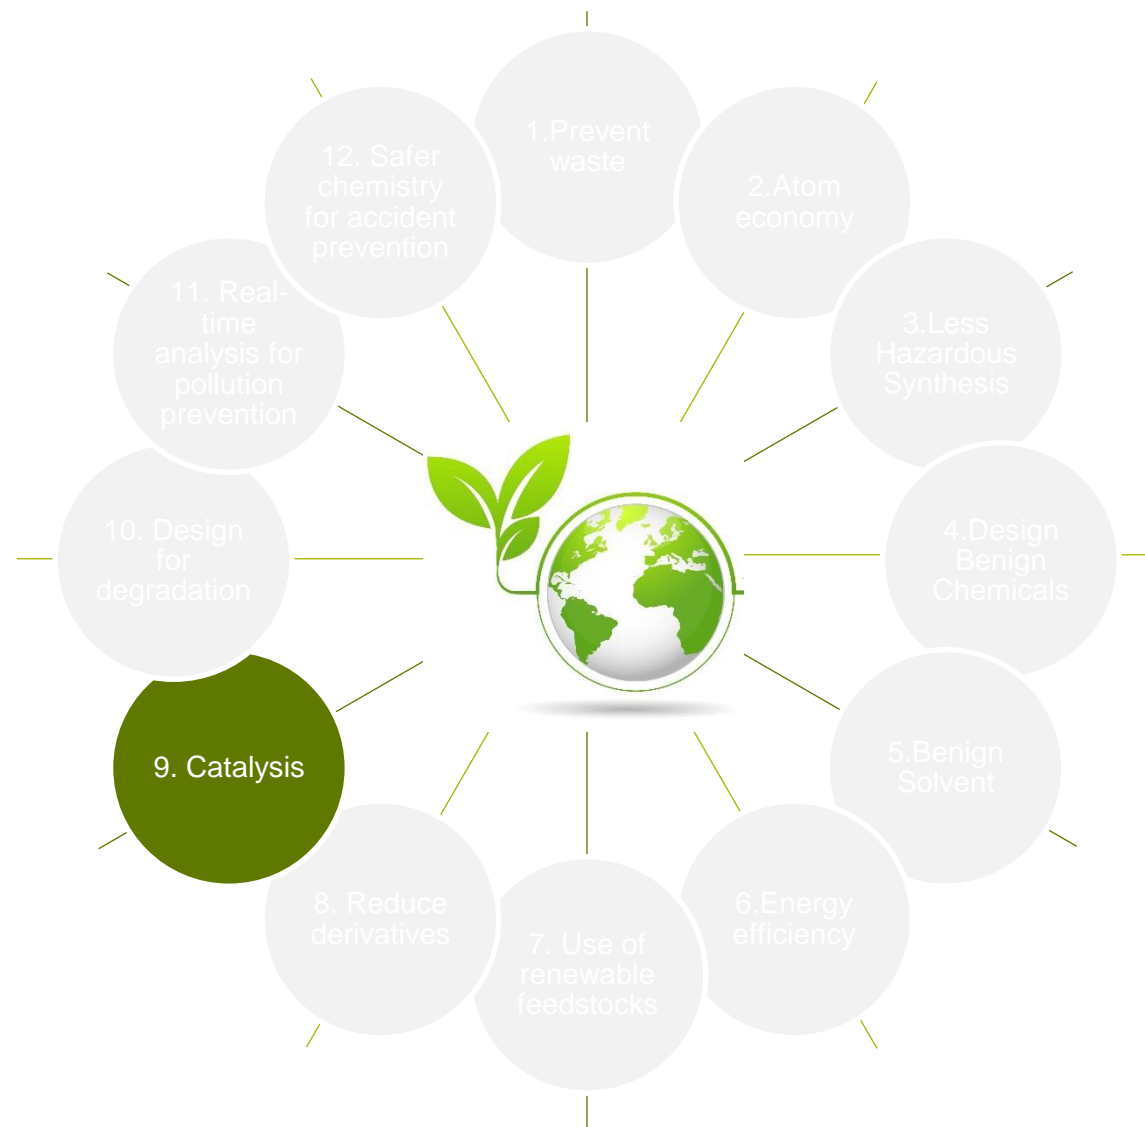 1.Prevent
waste
2.Atom
economy
3.Less
Hazardous
Synthesis
4.Design
Benign
Chemicals
5.Benign
Solvent
6.Energy
efficiency
7. Use of
renewable
feedstocks
8. Reduce
derivatives
9. Catalysis
10. Design
for
degradation
11. Real-
time
analysis for
pollution
prevention
12. Safer
chemistry
for accident
prevention